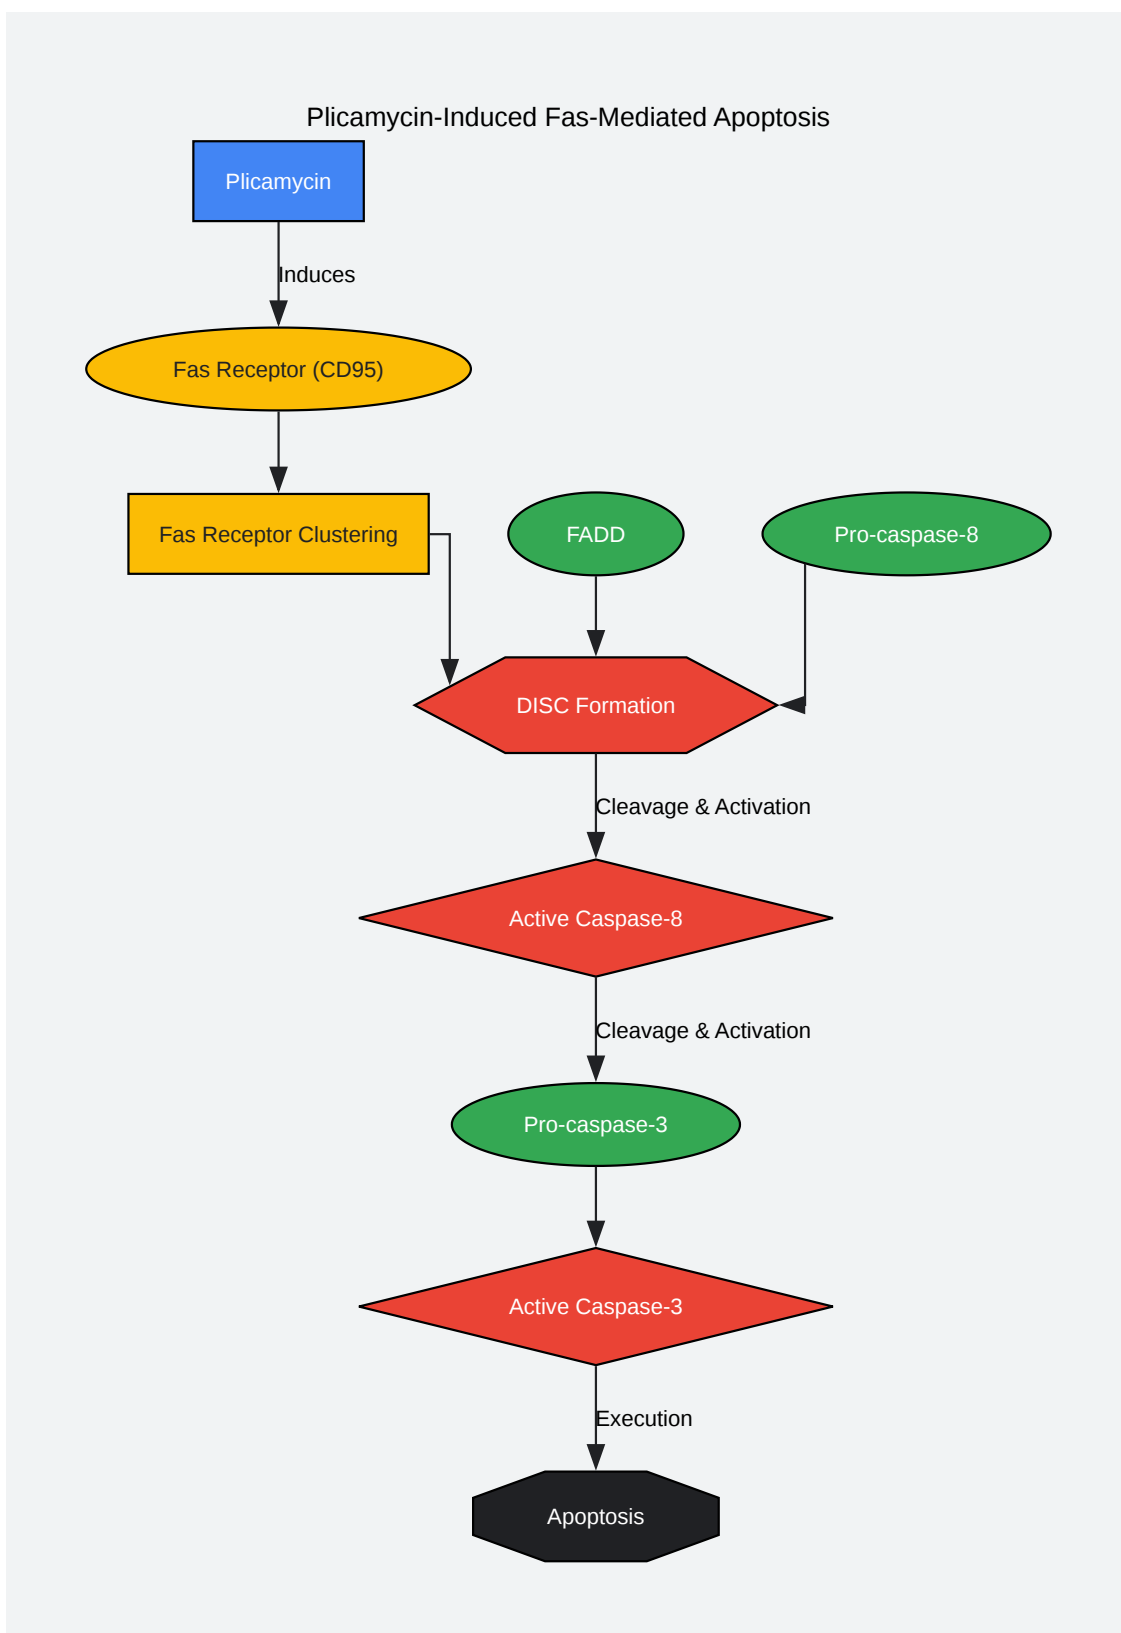 Plicamycin-Induced Fas-Mediated Apoptosis
Plicamycin
Induces
Fas Receptor (CD95)
Fas Receptor Clustering
FADD
Pro-caspase-8
DISC Formation
Cleavage & Activation
Active Caspase-8
Cleavage & Activation
Pro-caspase-3
Active Caspase-3
Execution
Apoptosis